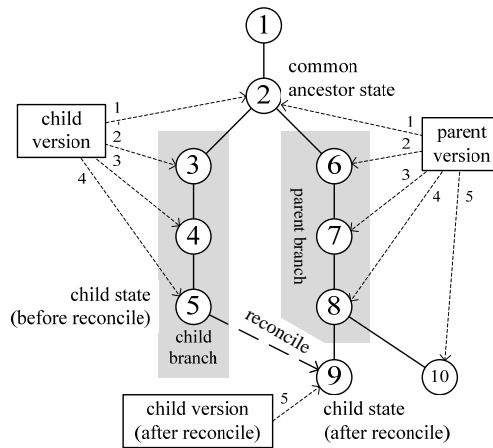 1
common
ancestor state
2
child
version
1
2
3
4
parent
version
1
2
3
4
5
3
6
4
7
parent branch
child state
(before reconcile)
5
8
child
branch
reconcile
9
10
child version
(after reconcile)
5
child state
(after reconcile)